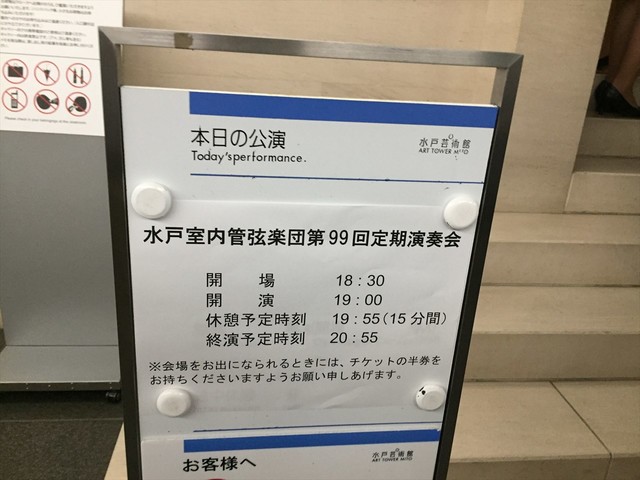 本日の公演
Today'sperformance.
水戸芸術館
ART TOWER MITO
水戸室内管弦楽団第99回定期演奏会
開 場 18:30
開 演 19:00
休憩予定時刻 19:55(15分間)
終演予定時刻 20:55
※会場をお出になられるときには、チケットの半券を
お持ちくださいますようお願い申しあげます。
お客様へ
水戸芸術館
ART TOWER MITO